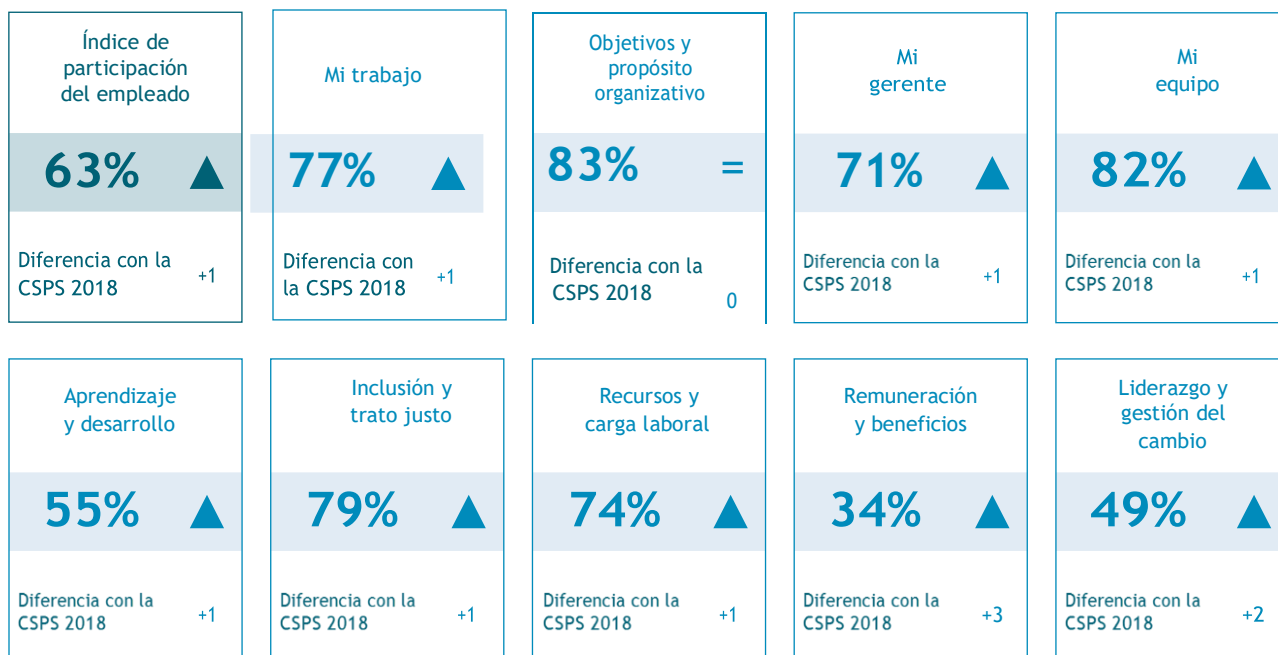 Índice de
participación
del empleado
63% ▲
Diferencia con la
CSPS 2018
+1
Mi trabajo
77% ▲
Diferencia con
la CSPS 2018
+1
Objetivos y
propósito
organizativo
83% =
Diferencia con la
CSPS 2018
0
Mi
gerente
71% ▲
Diferencia con la
CSPS 2018
+1
Mi
equipo
82% ▲
Diferencia con la
CSPS 2018
+1
Aprendizaje
y desarrollo
55% ▲
Diferencia con la
CSPS 2018
+1
Inclusión y
trato justo
79% ▲
Diferencia con la
CSPS 2018
+1
Recursos y
carga laboral
74% ▲
Diferencia con la
CSPS 2018
+1
Remuneración
y beneficios
34% ▲
Diferencia con la
CSPS 2018
+3
Liderazgo y
gestión del
cambio
49% ▲
Diferencia con la
CSPS 2018
+2